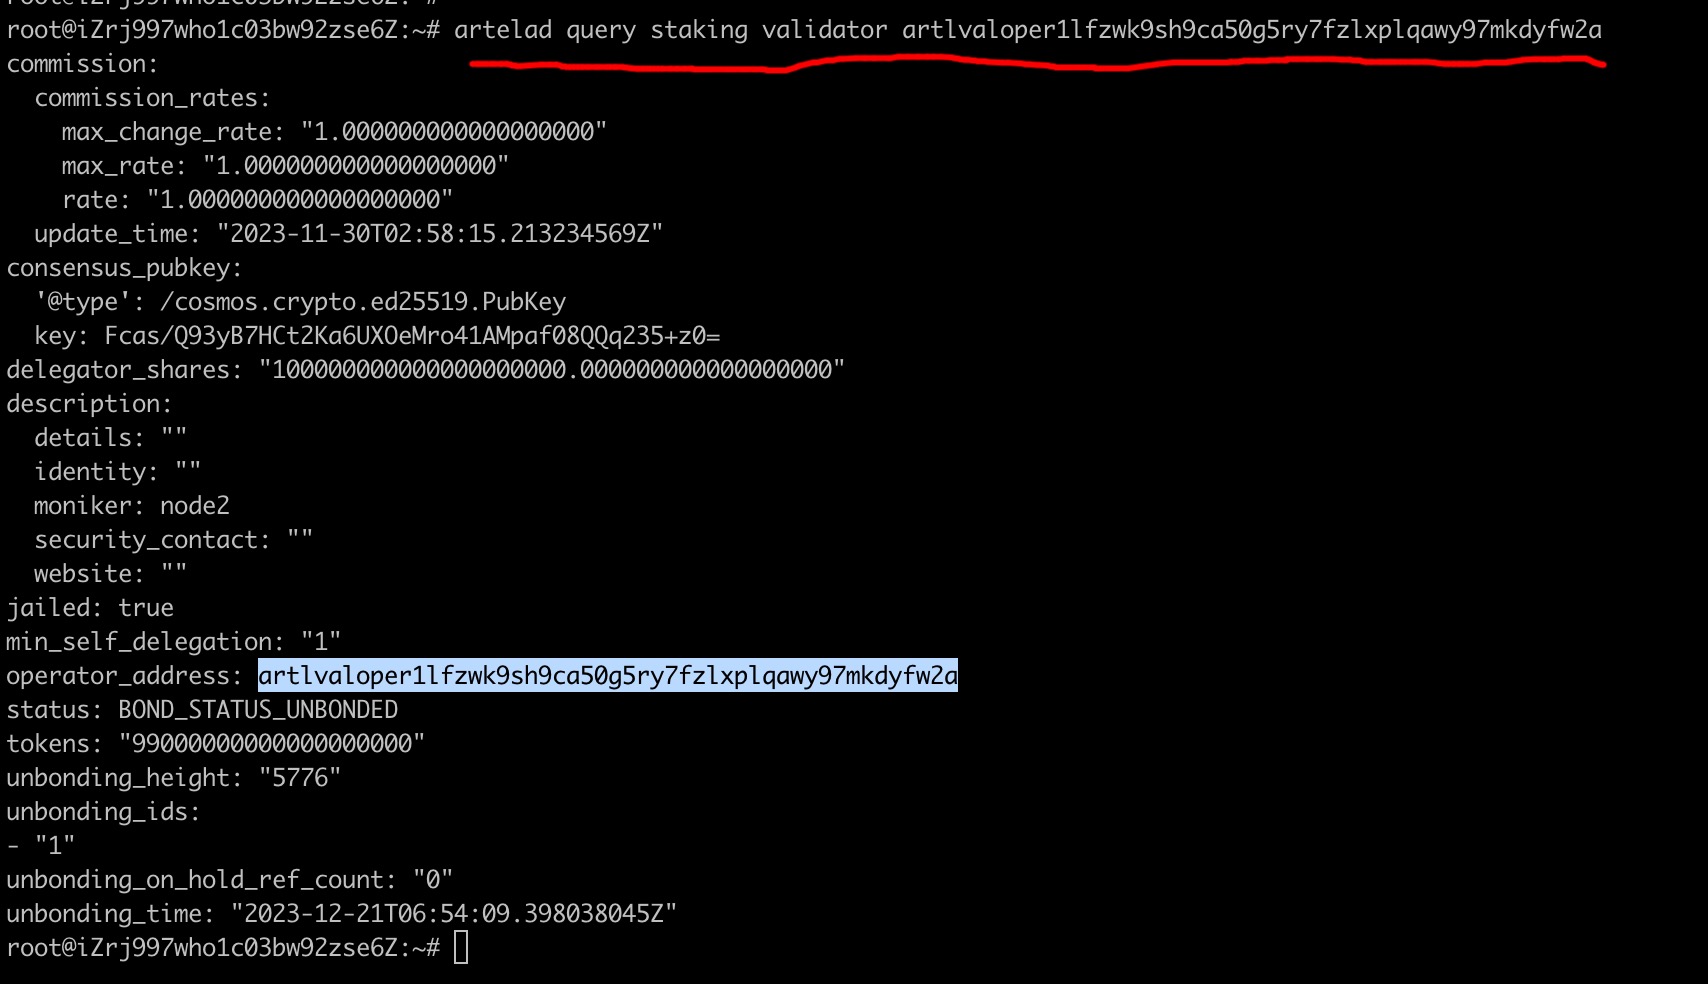 root@iZrj997who1c03bw92zse6Z:~# artelad query staking validator artlvaloper1lfzwk9sh9ca50g5ry7fzlxplqawy97mkdyfw2a
commission:
  commission_rates:
    max_change_rate: "1.000000000000000000"
    max_rate: "1.000000000000000000"
    rate: "1.000000000000000000"
  update_time: "2023-11-30T02:58:15.213234569Z"
consensus_pubkey:
  '@type': /cosmos.crypto.ed25519.PubKey
  key: Fcas/Q93yB7HCt2Ka6UXOeMro41AMpaf08QQq235+z0=
delegator_shares: "100000000000000000000.000000000000000000"
description:
  details: ""
  identity: ""
  moniker: node2
  security_contact: ""
  website: ""
jailed: true
min_self_delegation: "1"
operator_address: artlvaloper1lfzwk9sh9ca50g5ry7fzlxplqawy97mkdyfw2a
status: BOND_STATUS_UNBONDED
tokens: "99000000000000000000"
unbonding_height: "5776"
unbonding_ids:
- "1"
unbonding_on_hold_ref_count: "0"
unbonding_time: "2023-12-21T06:54:09.398038045Z"
root@iZrj997who1c03bw92zse6Z:~#